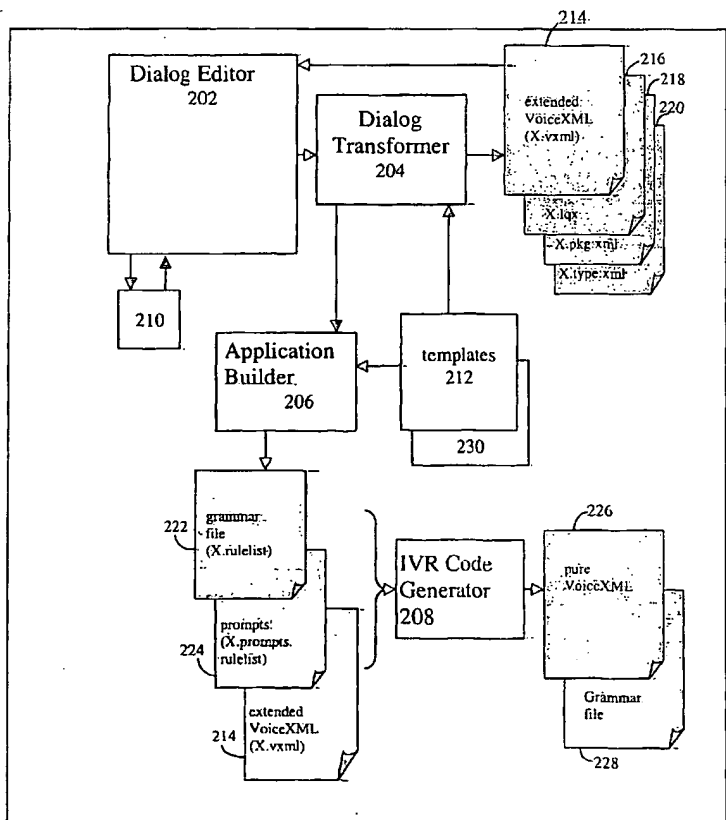 214
Dialog Editor
202
216
218
220
extended
VoiceXML
(X.vxml)
Dialog
Transformer
204
X.lqx
X.pkg.xml
X.type.xml
210
Application
Builder
206
templates
212
230
222
grammar
file
(X.rulelist)
226
IVR Code
Generator
208
pure
VoiceXML
prompts
(X.prompts.
rulelist)
224
extended
VoiceXML
(X.vxml)
214
Grammar
file
228